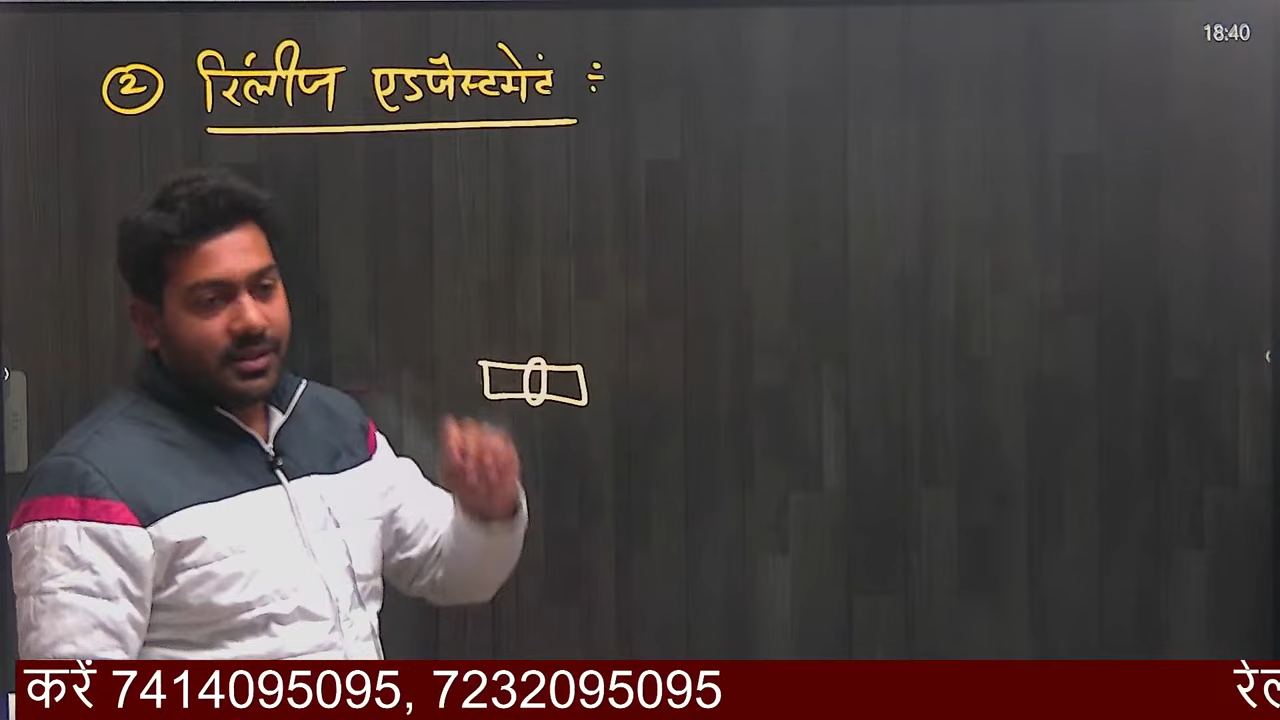 18:40
② रिलीज एडजेस्टमेटं ÷
करें 7414095095, 7232095095
रेल